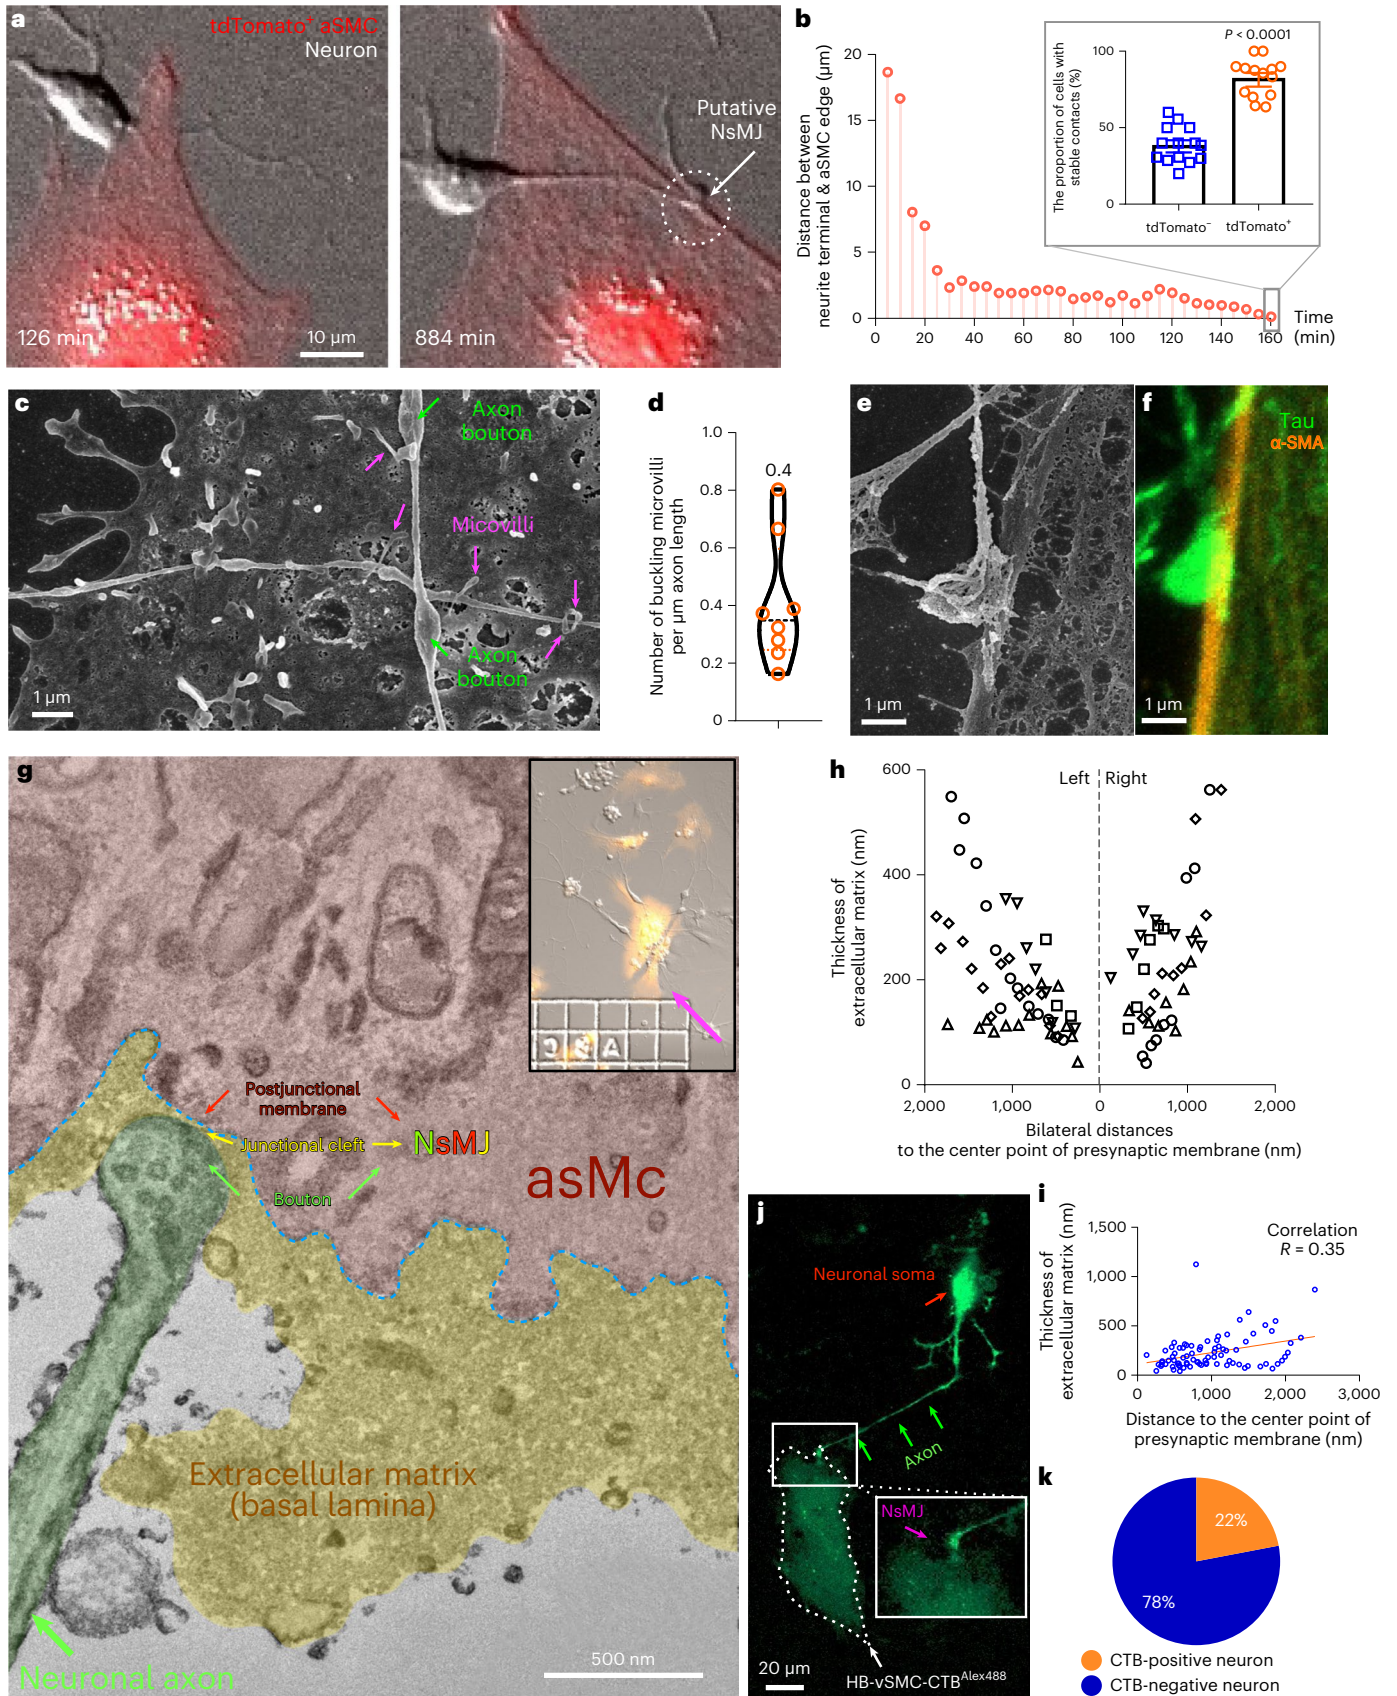 a
tdTomato⁺ aSMC
Neuron
126 min
10 µm
Putative
NsMJ
884 min
b
Distance between
neurite terminal & aSMC edge (µm)
20
15
10
5
0
0
20
40
60
80
100
120
140
160
Time
(min)
The proportion of cells with
stable contacts (%)
100
50
0
P < 0.0001
tdTomato⁻
tdTomato⁺
c
Axon
bouton
Micovilli
Axon
bouton
1 µm
d
Number of buckling microvilli
per µm axon length
1.0
0.8
0.6
0.4
0.2
0
0.4
e
1 µm
f
Tau
α-SMA
1 µm
g
A
Postjunctional
membrane
Junctional cleft
NsMJ
Bouton
asMc
Extracellular matrix
(basal lamina)
Neuronal axon
500 nm
h
Thickness of
extracellular matrix (nm)
600
400
200
0
Left
Right
2,000
1,000
0
1,000
2,000
Bilateral distances
to the center point of presynaptic membrane (nm)
i
Thickness of
extracellular matrix (nm)
1,500
1,000
500
0
Correlation
R = 0.35
0
1,000
2,000
3,000
Distance to the center point of
presynaptic membrane (nm)
j
Neuronal soma
Axon
NsMJ
20 µm
HB-vSMC-CTB^Alex488
k
22%
78%
CTB-positive neuron
CTB-negative neuron